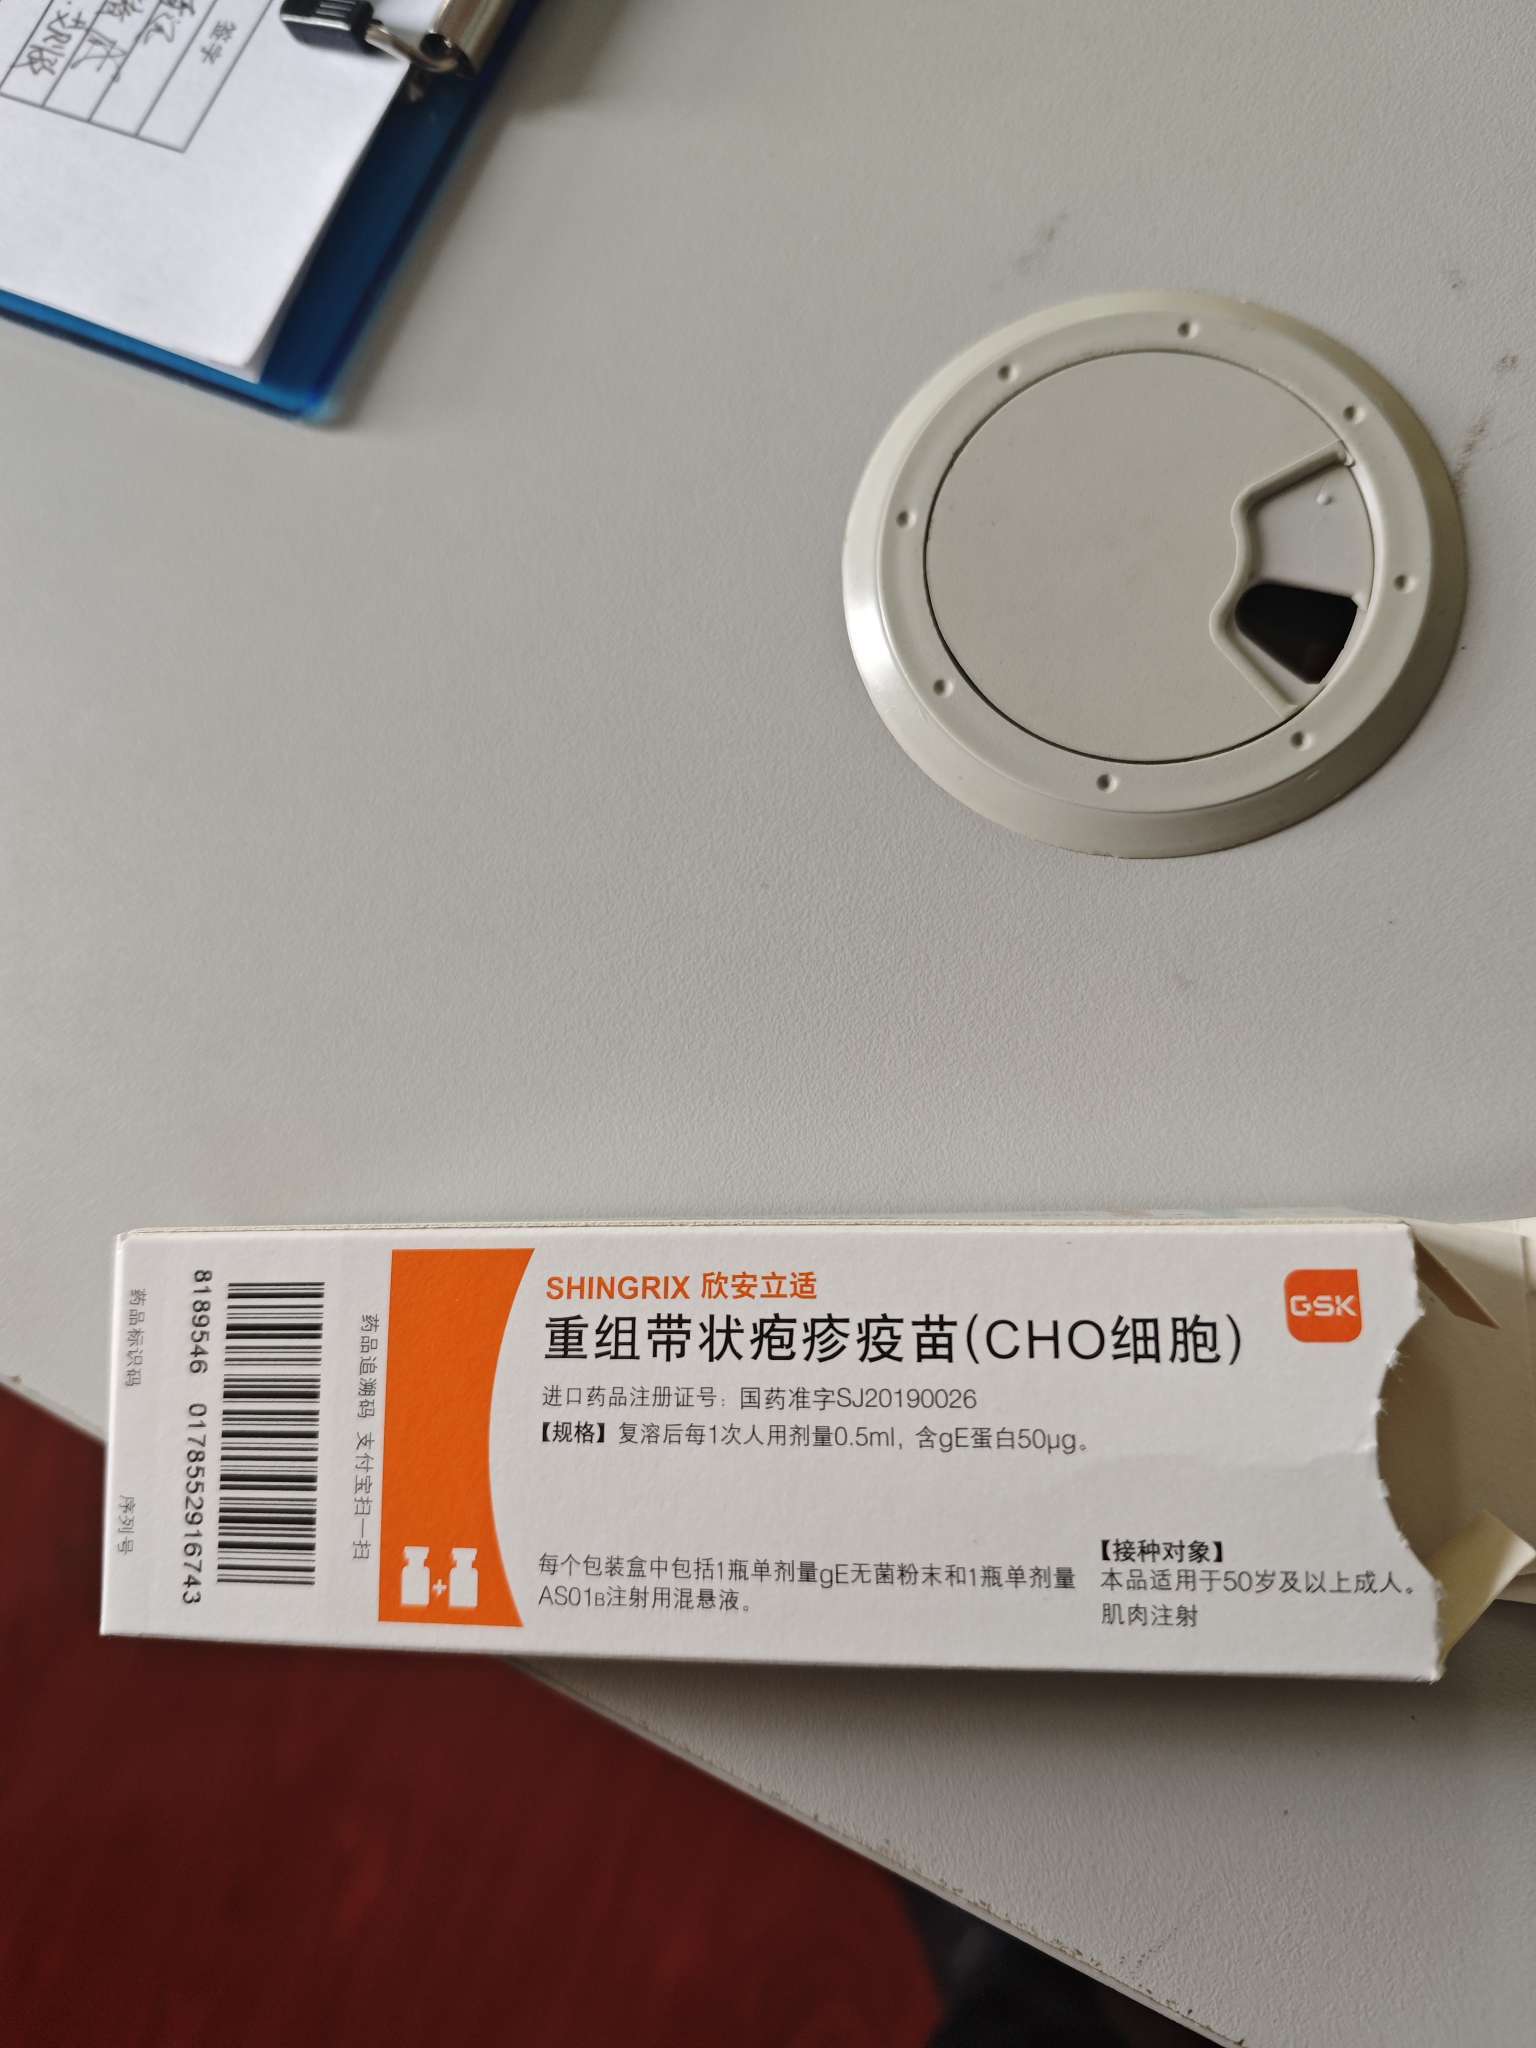 签字
SHINGRIX 欣安立适
重组带状疱疹疫苗(CHO细胞)
进口药品注册证号：国药准字SJ20190026
【规格】复溶后每1次人用剂量0.5ml，含gE蛋白50µg。
每个包装盒中包括1瓶单剂量gE无菌粉末和1瓶单剂量
AS01B注射用混悬液。
【接种对象】
本品适用于50岁及以上成人。
肌肉注射
GSK
药品追溯码 支付宝扫一扫
8189546 0178552916743
药品标识码 序列号